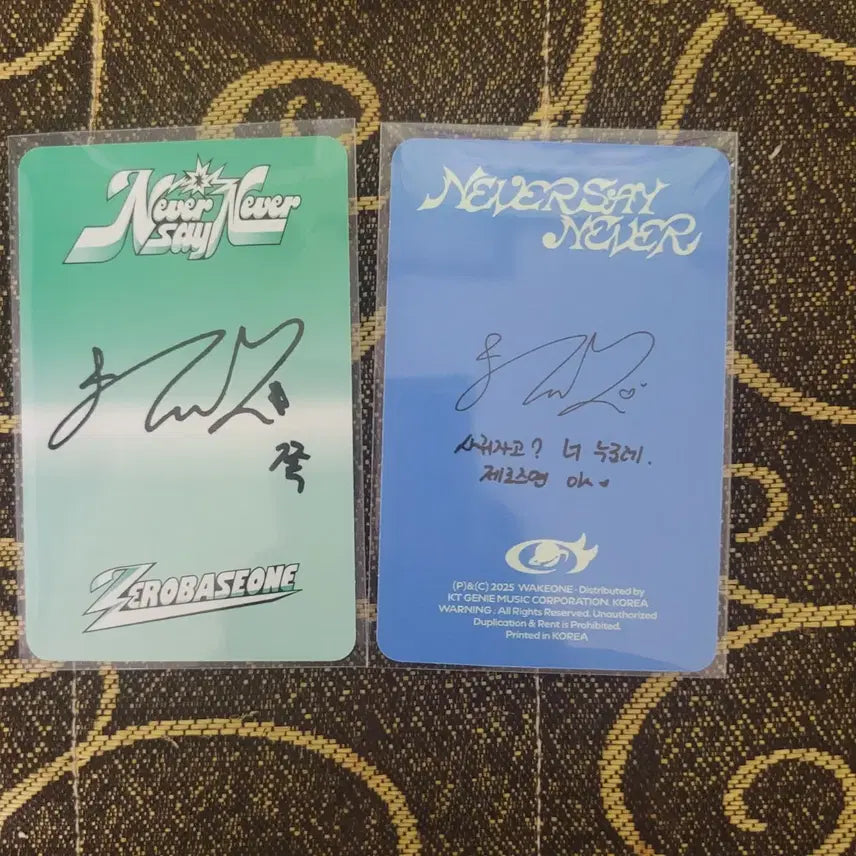 Never Never
say
쪽
ZEROBASEONE
NEVER SAY
NEVER
사귀자고? 너 누군데.
제로즈면 OK
(P)&(C) 2025 WAKEONE · Distributed by
KT GENIE MUSIC CORPORATION. KOREA
WARNING . All Rights Reserved. Unauthorized
Duplication & Rent is Prohibited.
Printed in KOREA